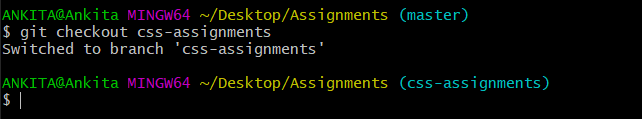 ANKITA@Ankita MINGW64 ~/Desktop/Assignments (master)
$ git checkout css-assignments
Switched to branch 'css-assignments'
ANKITA@Ankita MINGW64 ~/Desktop/Assignments (css-assignments)
$